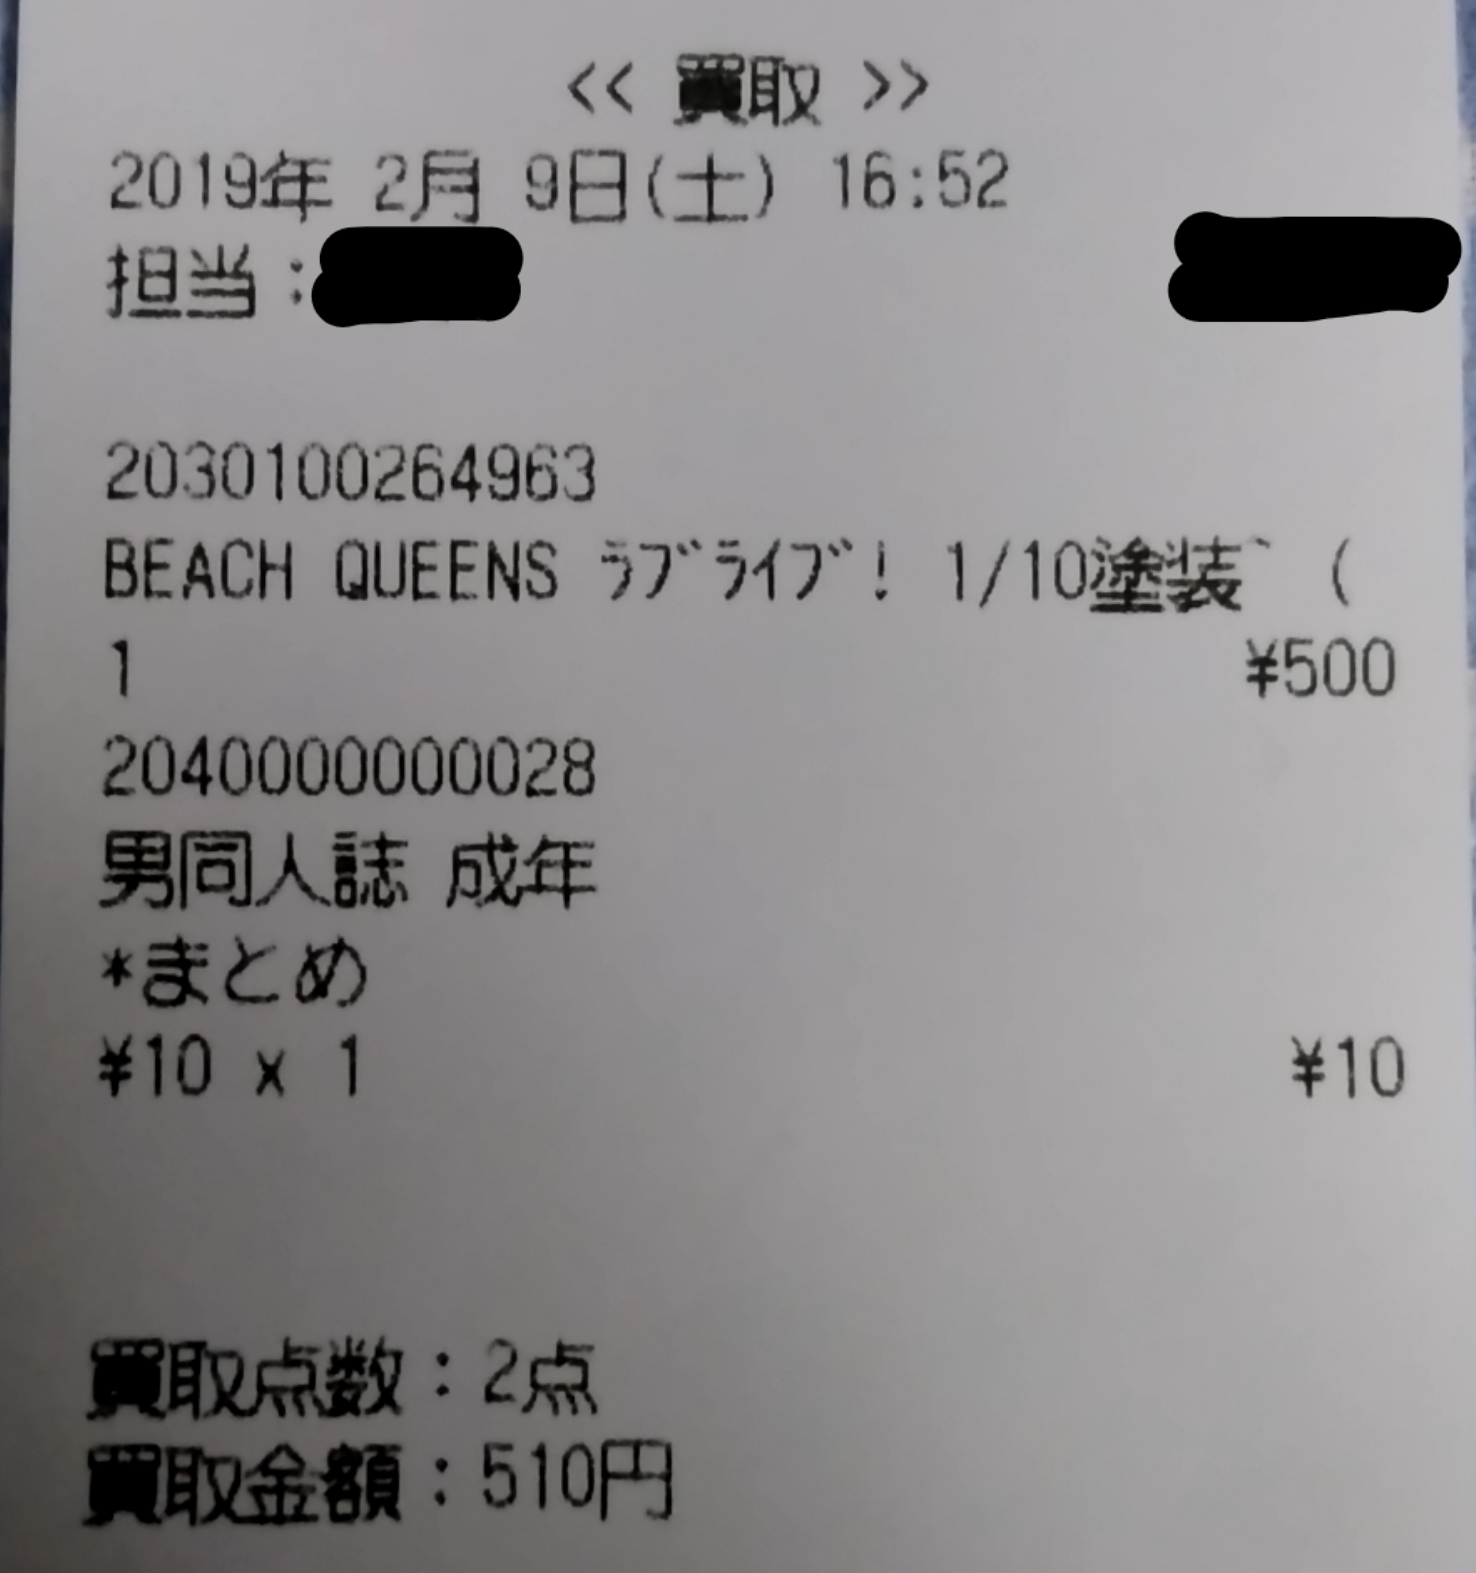 << 買取 >>
2019年 2月 9日(土) 16:52
担当:
2030100264963
BEACH QUEENS ﾗﾌﾞﾗｲﾌﾞ! 1/10塗装` (
1 ¥500
2040000000028
男同人誌 成年
*まとめ
¥10 x 1 ¥10
買取点数:2点
買取金額:510円